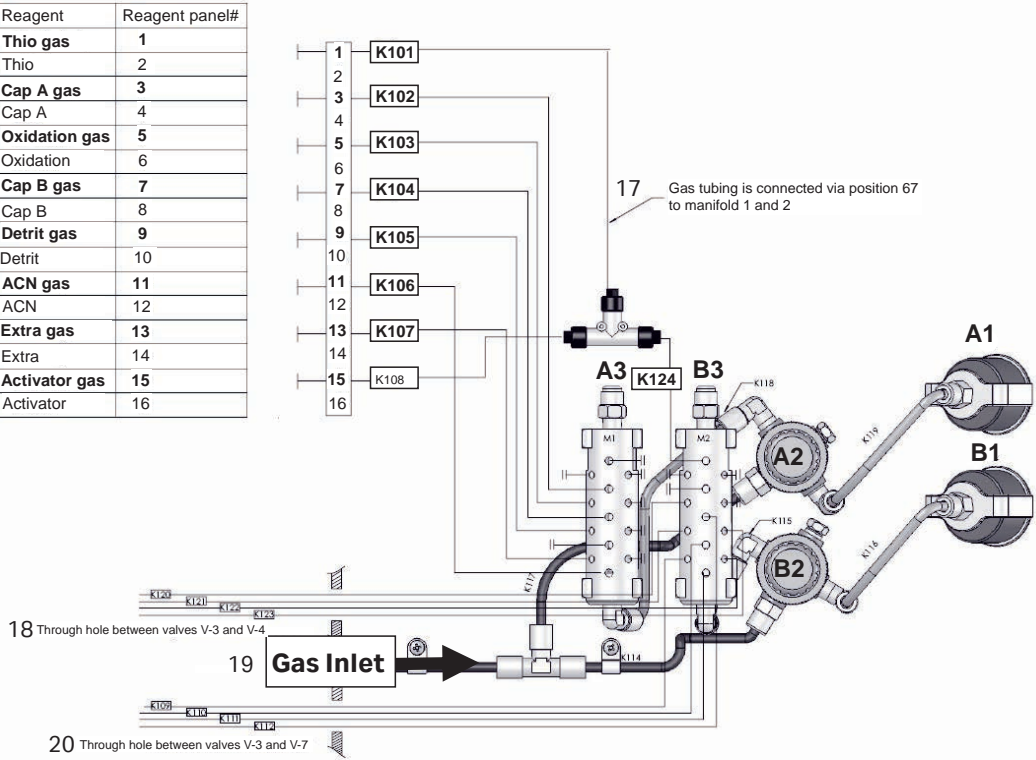 Reagent Reagent panel#
Thio gas 1
Thio 2
Cap A gas 3
Cap A 4
Oxidation gas 5
Oxidation 6
Cap B gas 7
Cap B 8
Detrit gas 9
Detrit 10
ACN gas 11
ACN 12
Extra gas 13
Extra 14
Activator gas 15
Activator 16
1 K101
2
3 K102
4
5 K103
6
7 K104
8
9 K105
10
11 K106
12
13 K107
14
15 K108
16
17 Gas tubing is connected via position 67
to manifold 1 and 2
A3 K124 B3
K118
A1
M1
M2
A2
K119
B1
K115
B2
K116
K117
K120
K121
K122
K123
18 Through hole between valves V-3 and V-4
19 Gas Inlet
K114
K109
K110
K111
K112
20 Through hole between valves V-3 and V-7